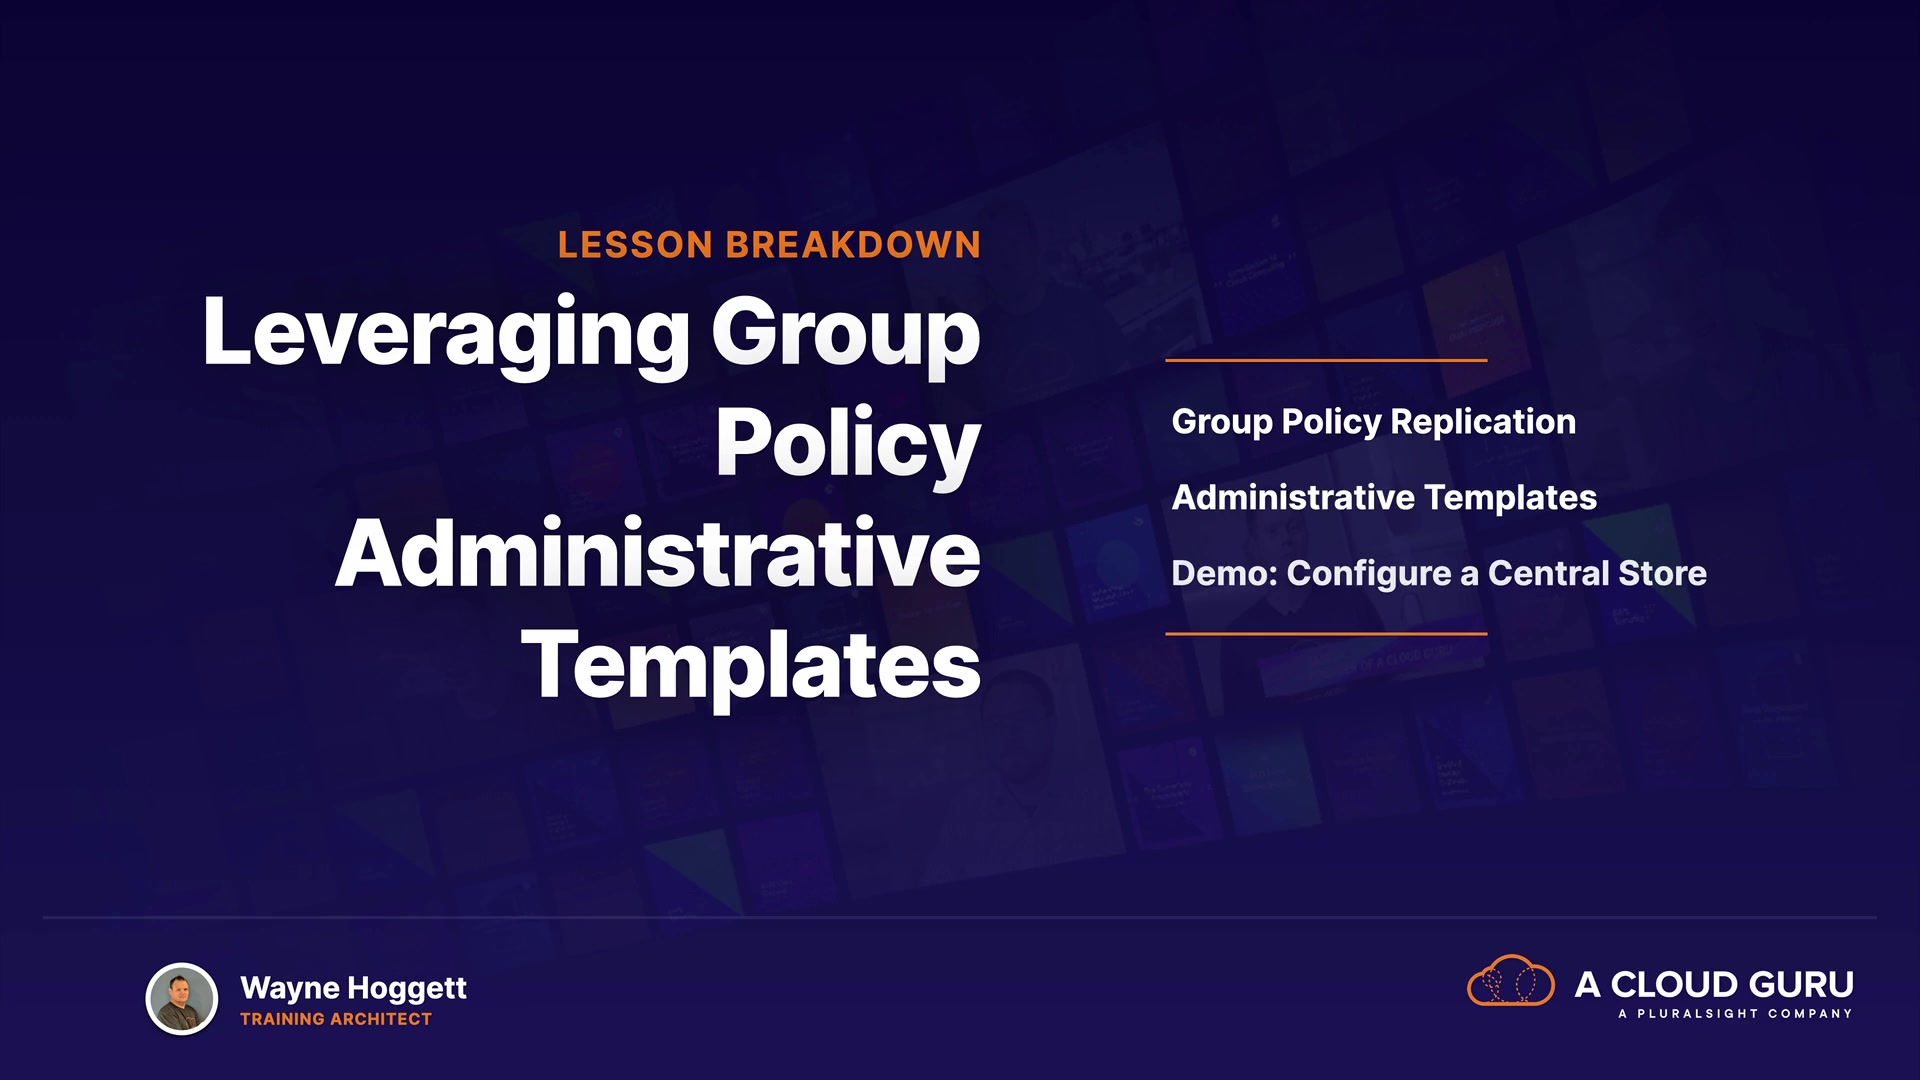 LESSON BREAKDOWN
Leveraging Group
Policy
Administrative
Templates
Group Policy Replication
Administrative Templates
Demo: Configure a Central Store
Wayne Hoggett
TRAINING ARCHITECT
A CLOUD GURU
A PLURALSIGHT COMPANY